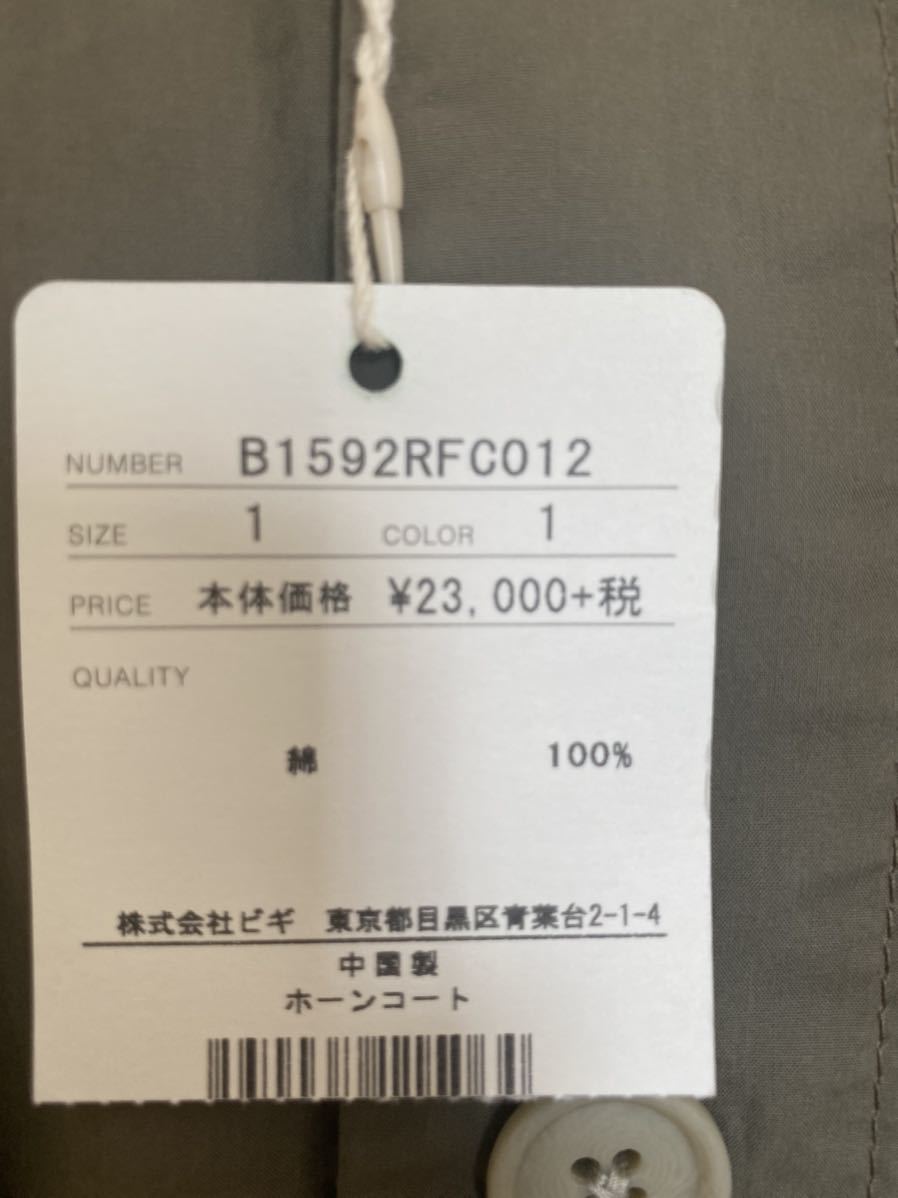 NUMBER B1592RFC012
SIZE 1 COLOR 1
PRICE 本体価格 ¥23,000+税
QUALITY
綿 100%
株式会社ビギ 東京都目黒区青葉台2-1-4
中国製
ホーンコート